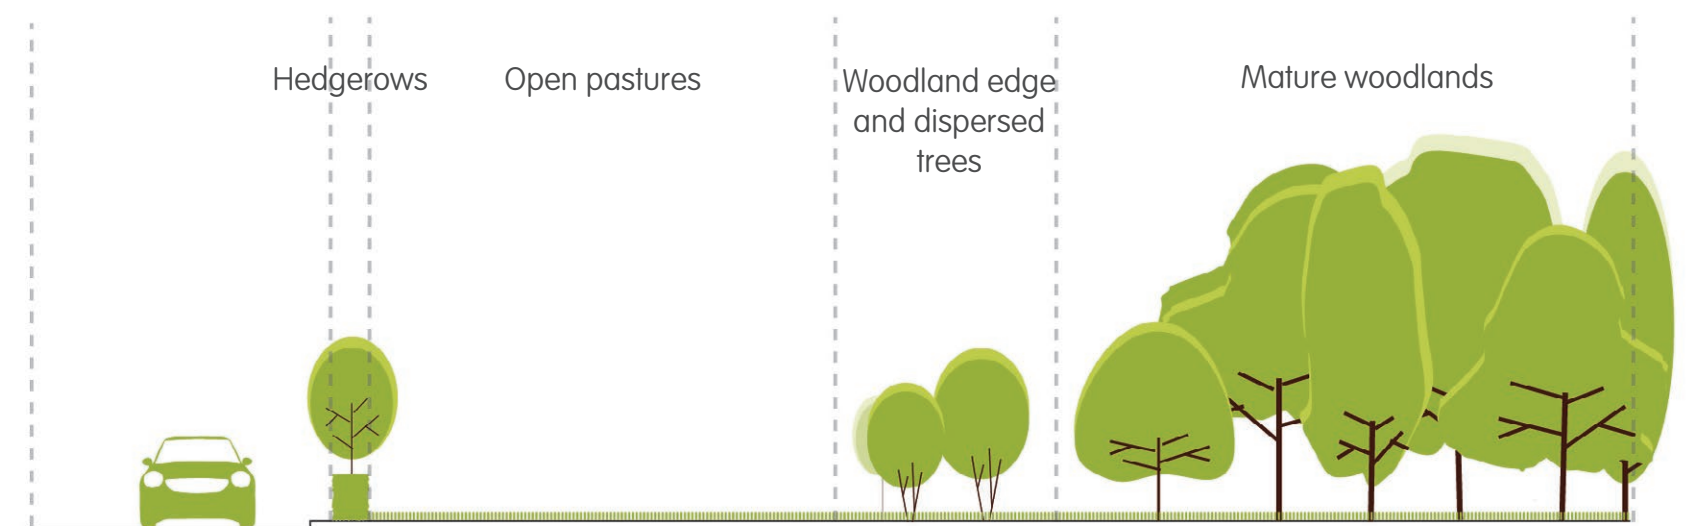 Hedgerows
Open pastures
Woodland edge
and dispersed
trees
Mature woodlands